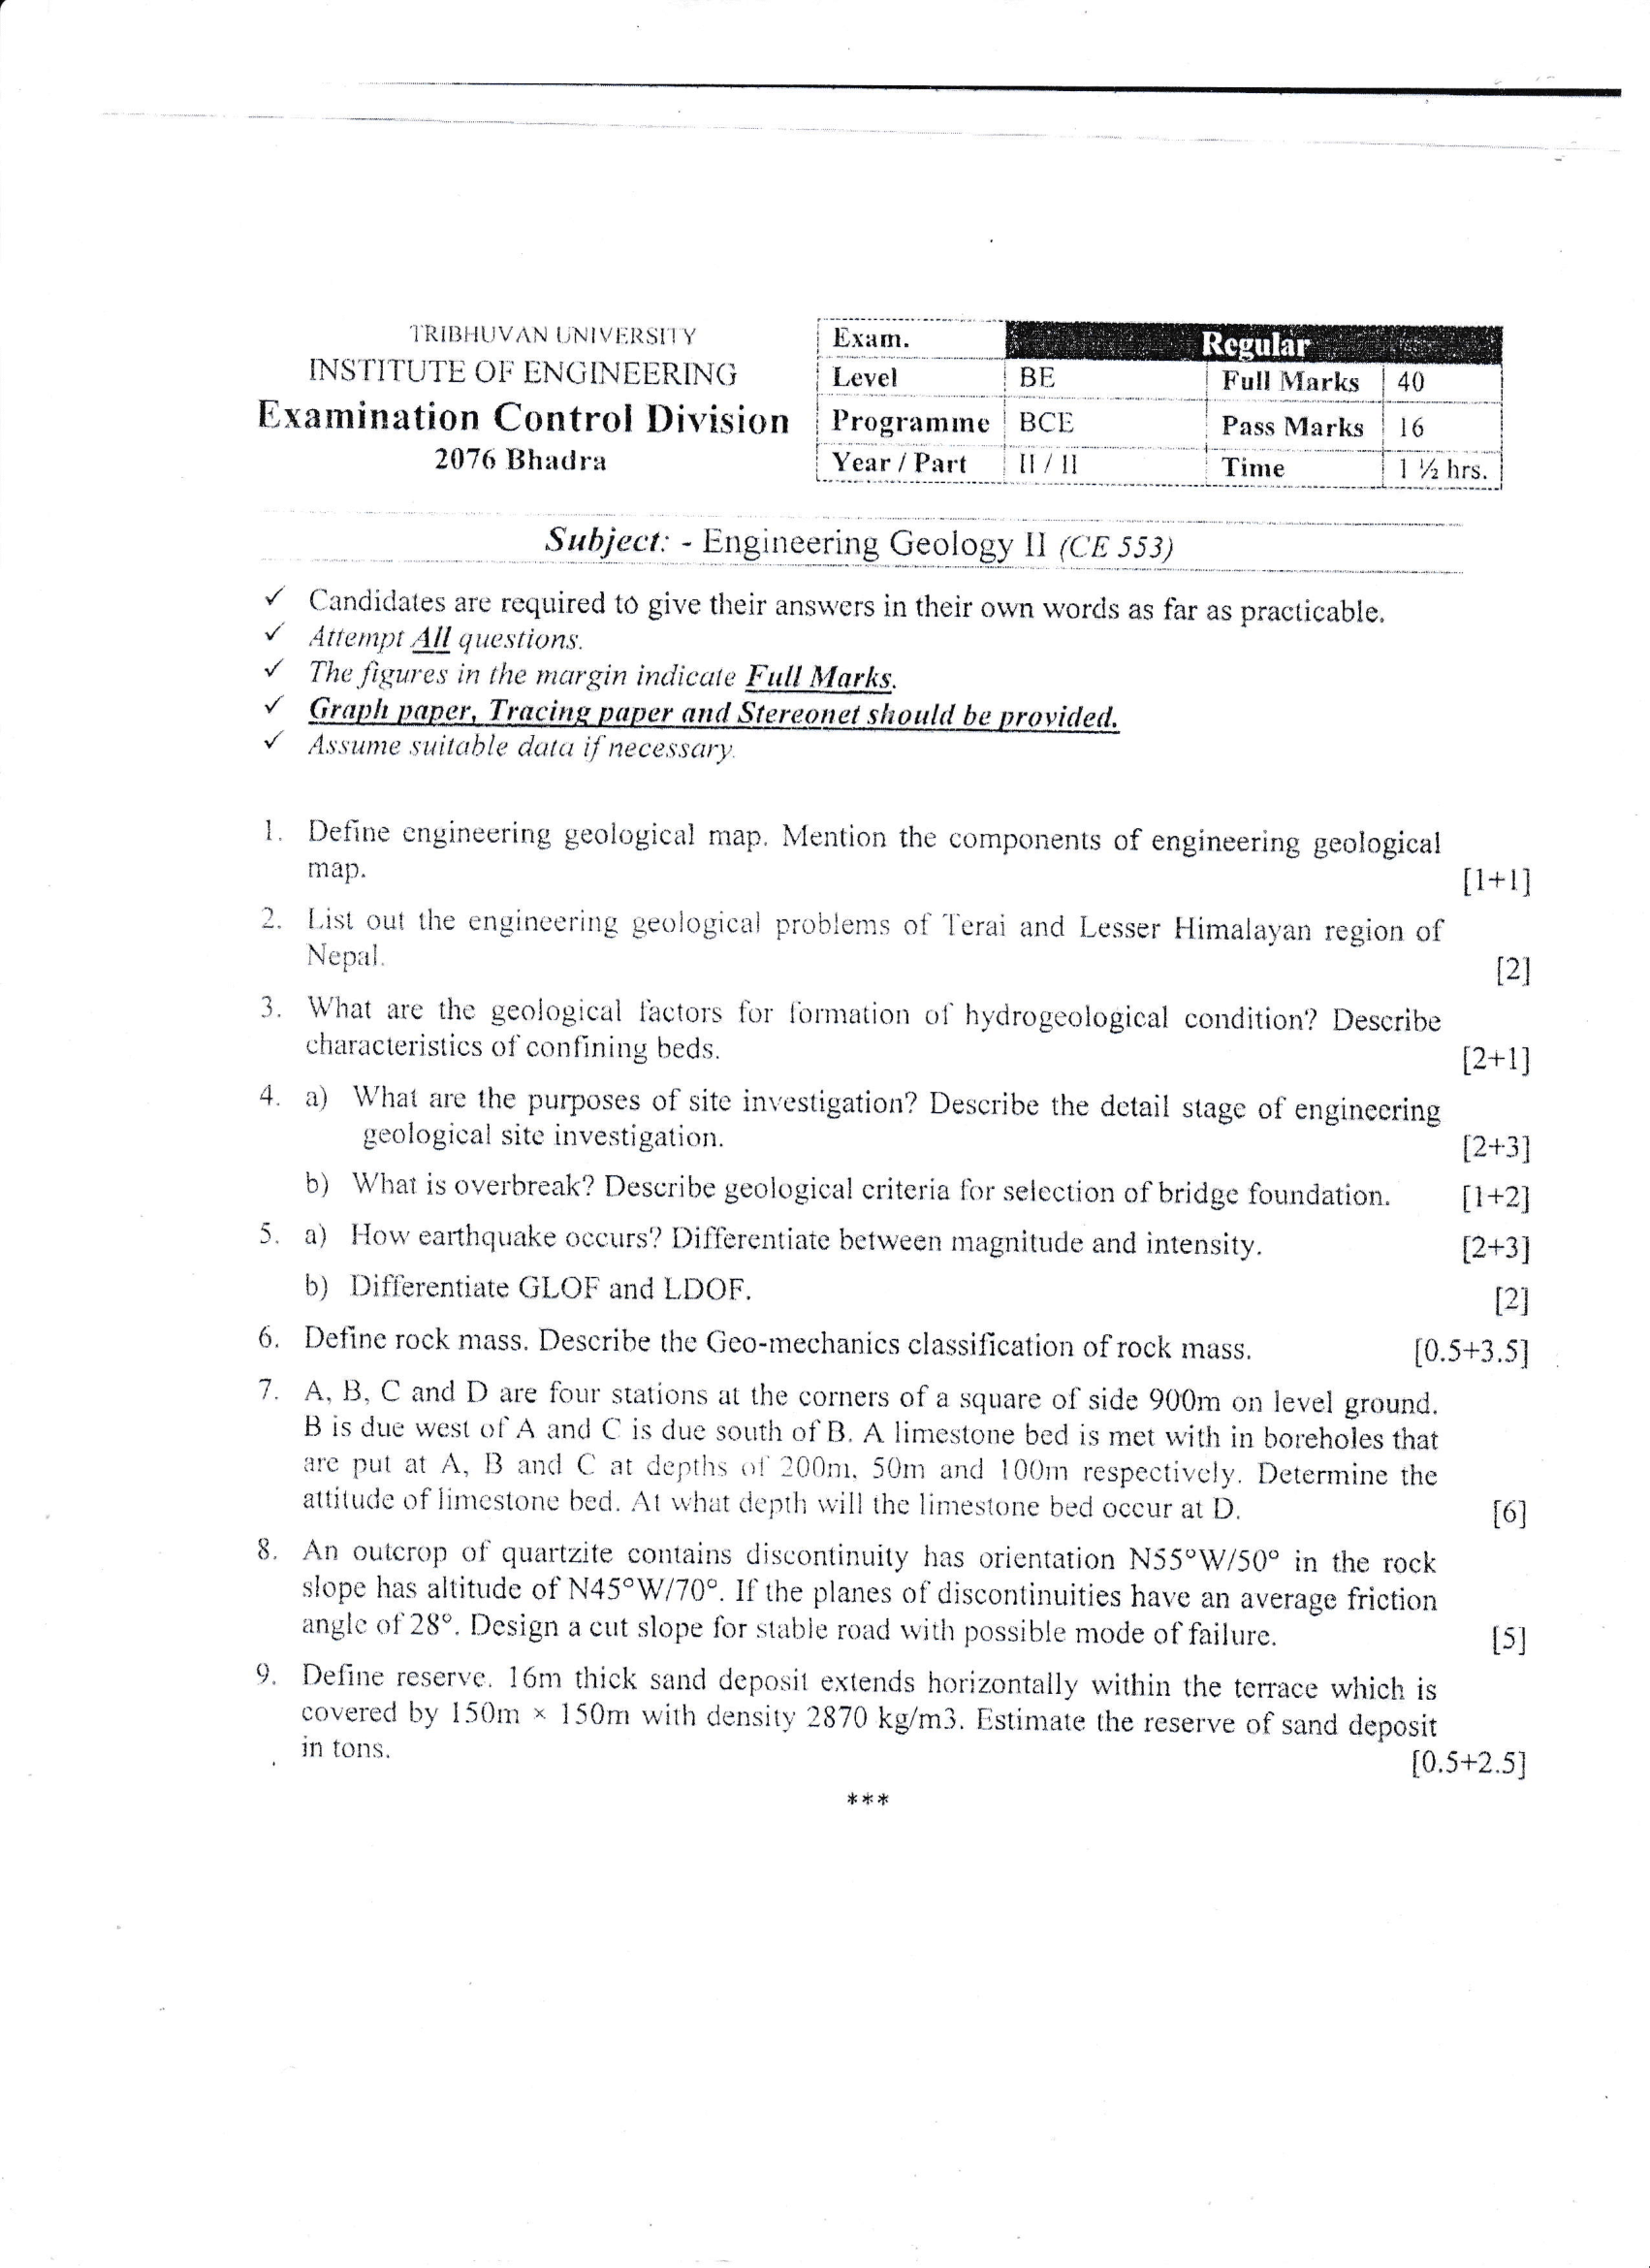 TRIBHUVAN UNIVERSITY
INSTITUTE OF ENGINEERING
Examination Control Division
2076 Bhadra
Exam. Regular
Level BE Full Marks 40
Programme BCE Pass Marks 16
Year / Part II / II Time 1 ½ hrs.
Subject: - Engineering Geology II (CE 553)
✓ Candidates are required to give their answers in their own words as far as practicable.
✓ Attempt All questions.
✓ The figures in the margin indicate Full Marks.
✓ Graph paper, Tracing paper and Stereonet should be provided.
✓ Assume suitable data if necessary.
1. Define engineering geological map. Mention the components of engineering geological
map. [1+1]
2. List out the engineering geological problems of Terai and Lesser Himalayan region of
Nepal. [2]
3. What are the geological factors for formation of hydrogeological condition? Describe
characteristics of confining beds. [2+1]
4. a) What are the purposes of site investigation? Describe the detail stage of engineering
geological site investigation. [2+3]
b) What is overbreak? Describe geological criteria for selection of bridge foundation. [1+2]
5. a) How earthquake occurs? Differentiate between magnitude and intensity. [2+3]
b) Differentiate GLOF and LDOF. [2]
6. Define rock mass. Describe the Geo-mechanics classification of rock mass. [0.5+3.5]
7. A, B, C and D are four stations at the corners of a square of side 900m on level ground.
B is due west of A and C is due south of B. A limestone bed is met with in boreholes that
are put at A, B and C at depths of 200m, 50m and 100m respectively. Determine the
attitude of limestone bed. At what depth will the limestone bed occur at D. [6]
8. An outcrop of quartzite contains discontinuity has orientation N55°W/50° in the rock
slope has altitude of N45°W/70°. If the planes of discontinuities have an average friction
angle of 28°. Design a cut slope for stable road with possible mode of failure. [5]
9. Define reserve. 16m thick sand deposit extends horizontally within the terrace which is
covered by 150m × 150m with density 2870 kg/m3. Estimate the reserve of sand deposit
in tons. [0.5+2.5]
***